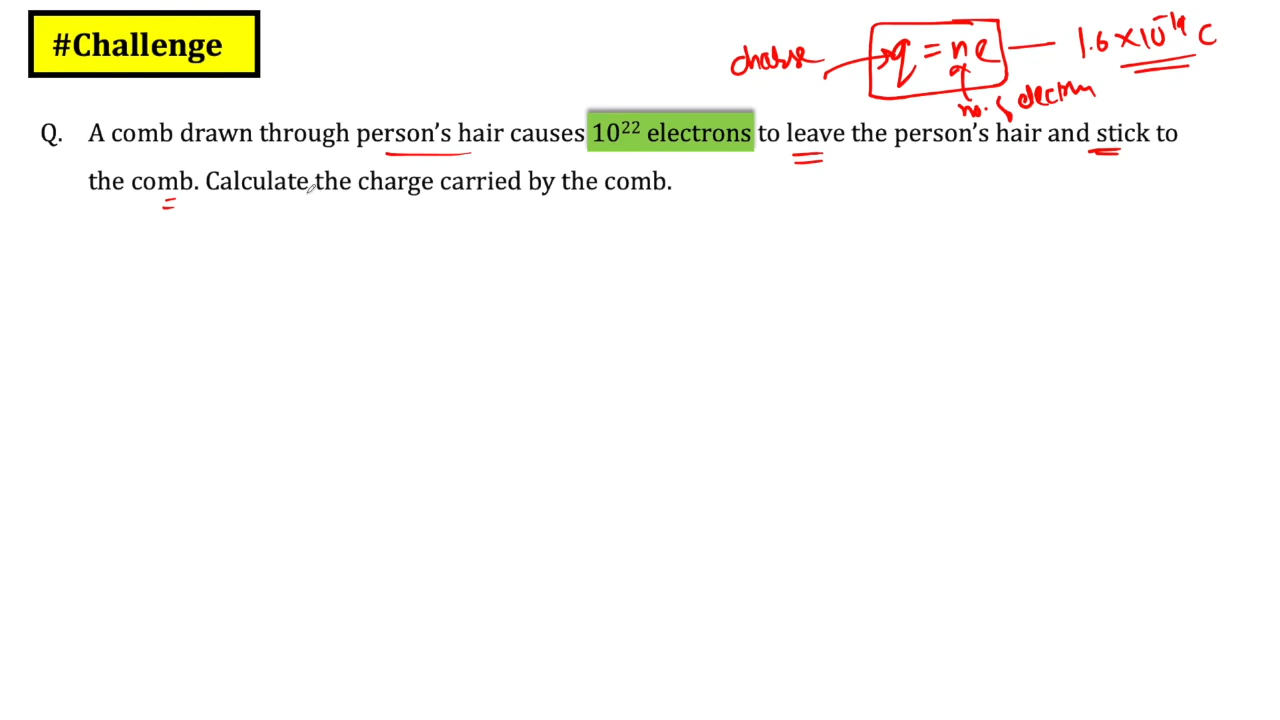 #Challenge
charge → q = ne — 1.6 × 10⁻¹⁹ C
no. of electron
Q. A comb drawn through person's hair causes 10²² electrons to leave the person's hair and stick to
the comb. Calculate the charge carried by the comb.